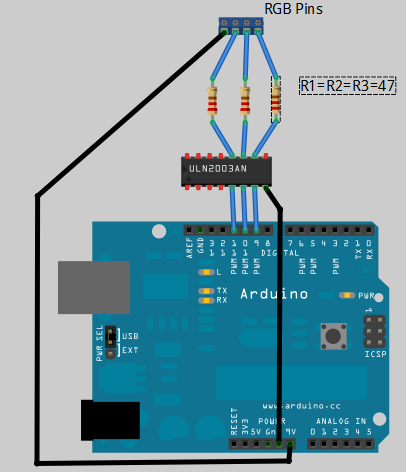 RGB Pins
R1=R2=R3=47
ULN2003AN
AREF
GND
13
12
11
10
9
8
7
6
5
4
3
2
1
0
TX
RX
PWM
PWM
PWM
PWM
PWM
PWM
DIGITAL
L
TX
RX
Arduino
PWR
1
ICSP
PWR SEL
USB
EXT
www.arduino.cc
POWER
ANALOG IN
RESET
3V3
5V Gnd 9V
0 1 2 3 4 5